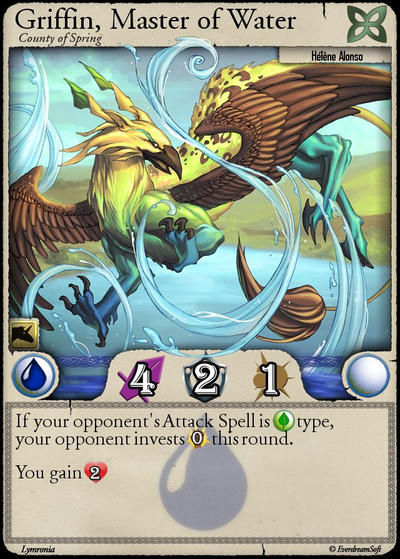 Griffin, Master of Water
County of Spring
Hélène Alonso
4 2 1
If your opponent's Attack Spell is type,
your opponent invests 0 this round.
You gain 2
Lymronia © EverdreamSoft